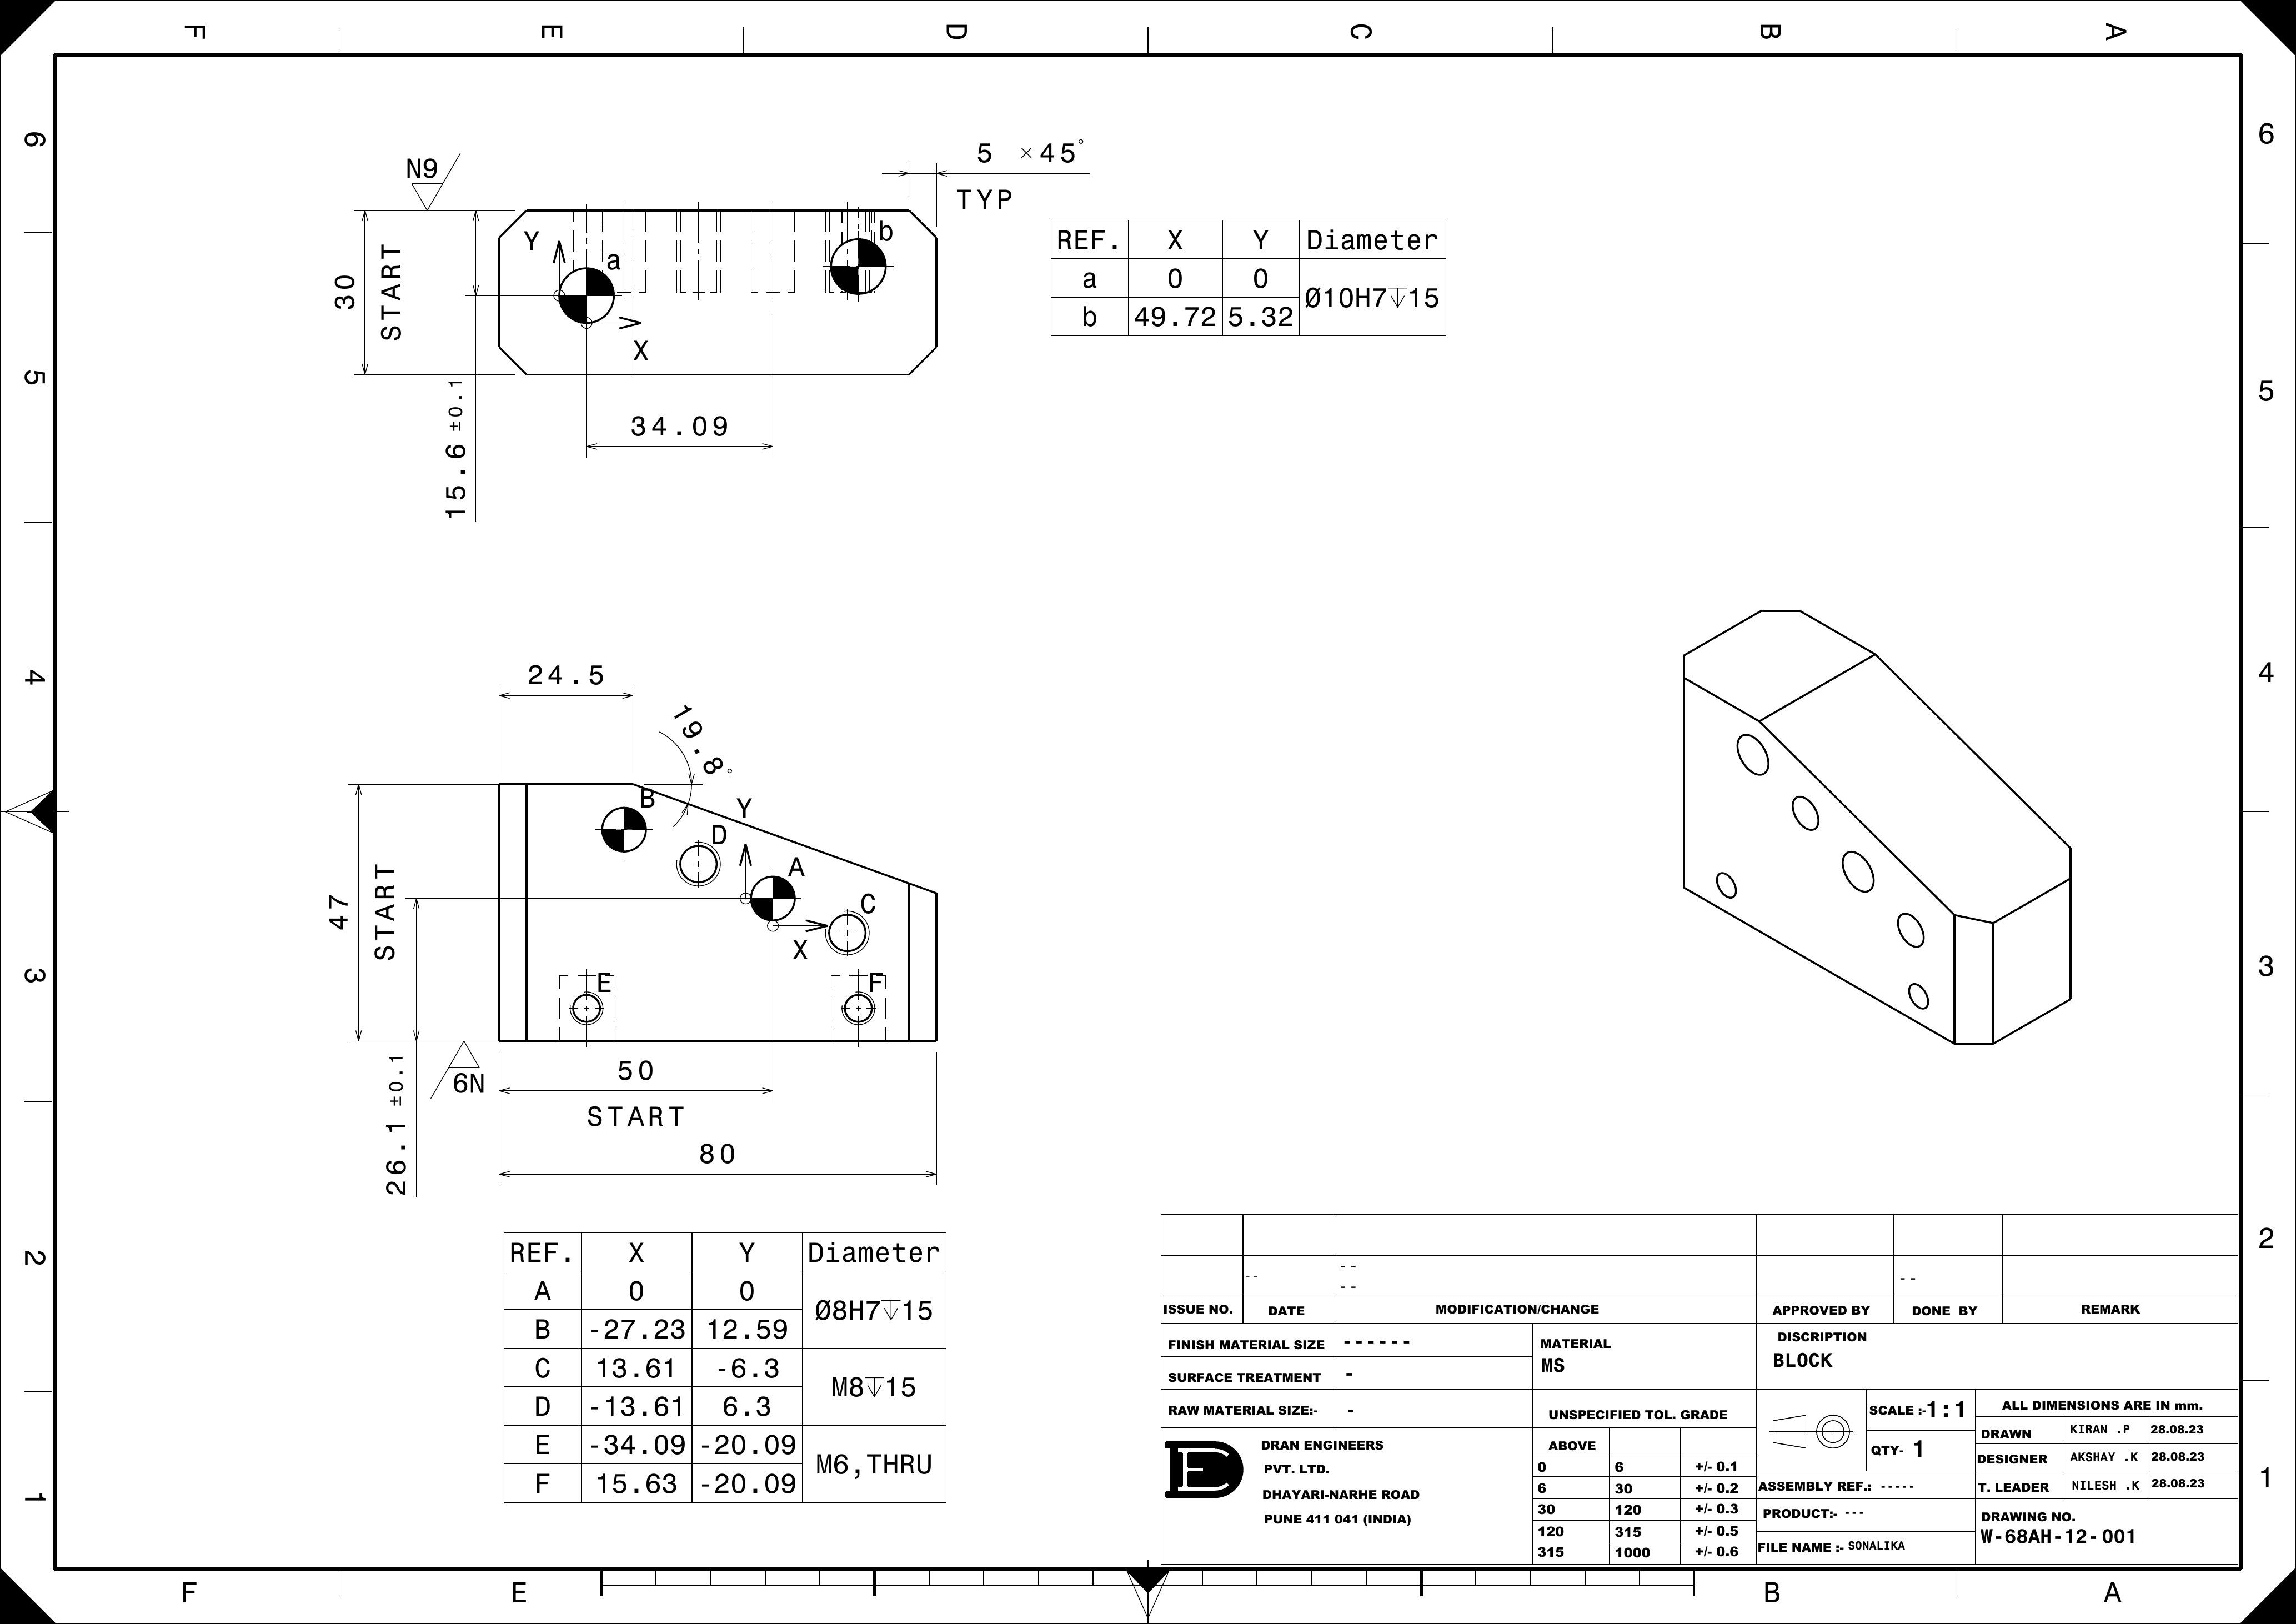 F E D C B A
6 6
N9
5 ×45°
TYP
Y a b
X
30
START
15.6 ±0.1
34.09
REF. X Y Diameter
a 0 0 Ø10H7↧15
b 49.72 5.32
5 5
4 4
24.5
19.8°
B
D
Y
A
C
X
E F
47
START
26.1 ±0.1
N9
50
START
80
3 3
REF. X Y Diameter
A 0 0 Ø8H7↧15
B -27.23 12.59
C 13.61 -6.3 M8↧15
D -13.61 6.3
E -34.09 -20.09 M6,THRU
F 15.63 -20.09
2 2
-- -- --
--
ISSUE NO. DATE MODIFICATION/CHANGE APPROVED BY DONE BY REMARK
FINISH MATERIAL SIZE ------
SURFACE TREATMENT -
RAW MATERIAL SIZE:- -
MATERIAL
MS
DISCRIPTION
BLOCK
UNSPECIFIED TOL. GRADE
ABOVE
0 6 +/- 0.1
6 30 +/- 0.2
30 120 +/- 0.3
120 315 +/- 0.5
315 1000 +/- 0.6
DE
DRAN ENGINEERS
PVT. LTD.
DHAYARI-NARHE ROAD
PUNE 411 041 (INDIA)
SCALE :-1:1
QTY- 1
ALL DIMENSIONS ARE IN mm.
DRAWN KIRAN .P 28.08.23
DESIGNER AKSHAY .K 28.08.23
T. LEADER NILESH .K 28.08.23
ASSEMBLY REF.: -----
PRODUCT:- ---
FILE NAME :- SONALIKA
DRAWING NO.
W-68AH-12-001
1 1
F E B A